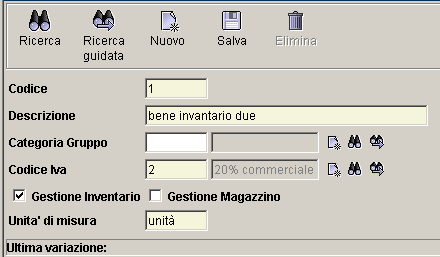 Ricerca Ricerca guidata Nuovo Salva Elimina
Codice 1
Descrizione bene invantario due
Categoria Gruppo
Codice Iva 2 20% commerciale
Gestione Inventario Gestione Magazzino
Unita' di misura unità
Ultima variazione: